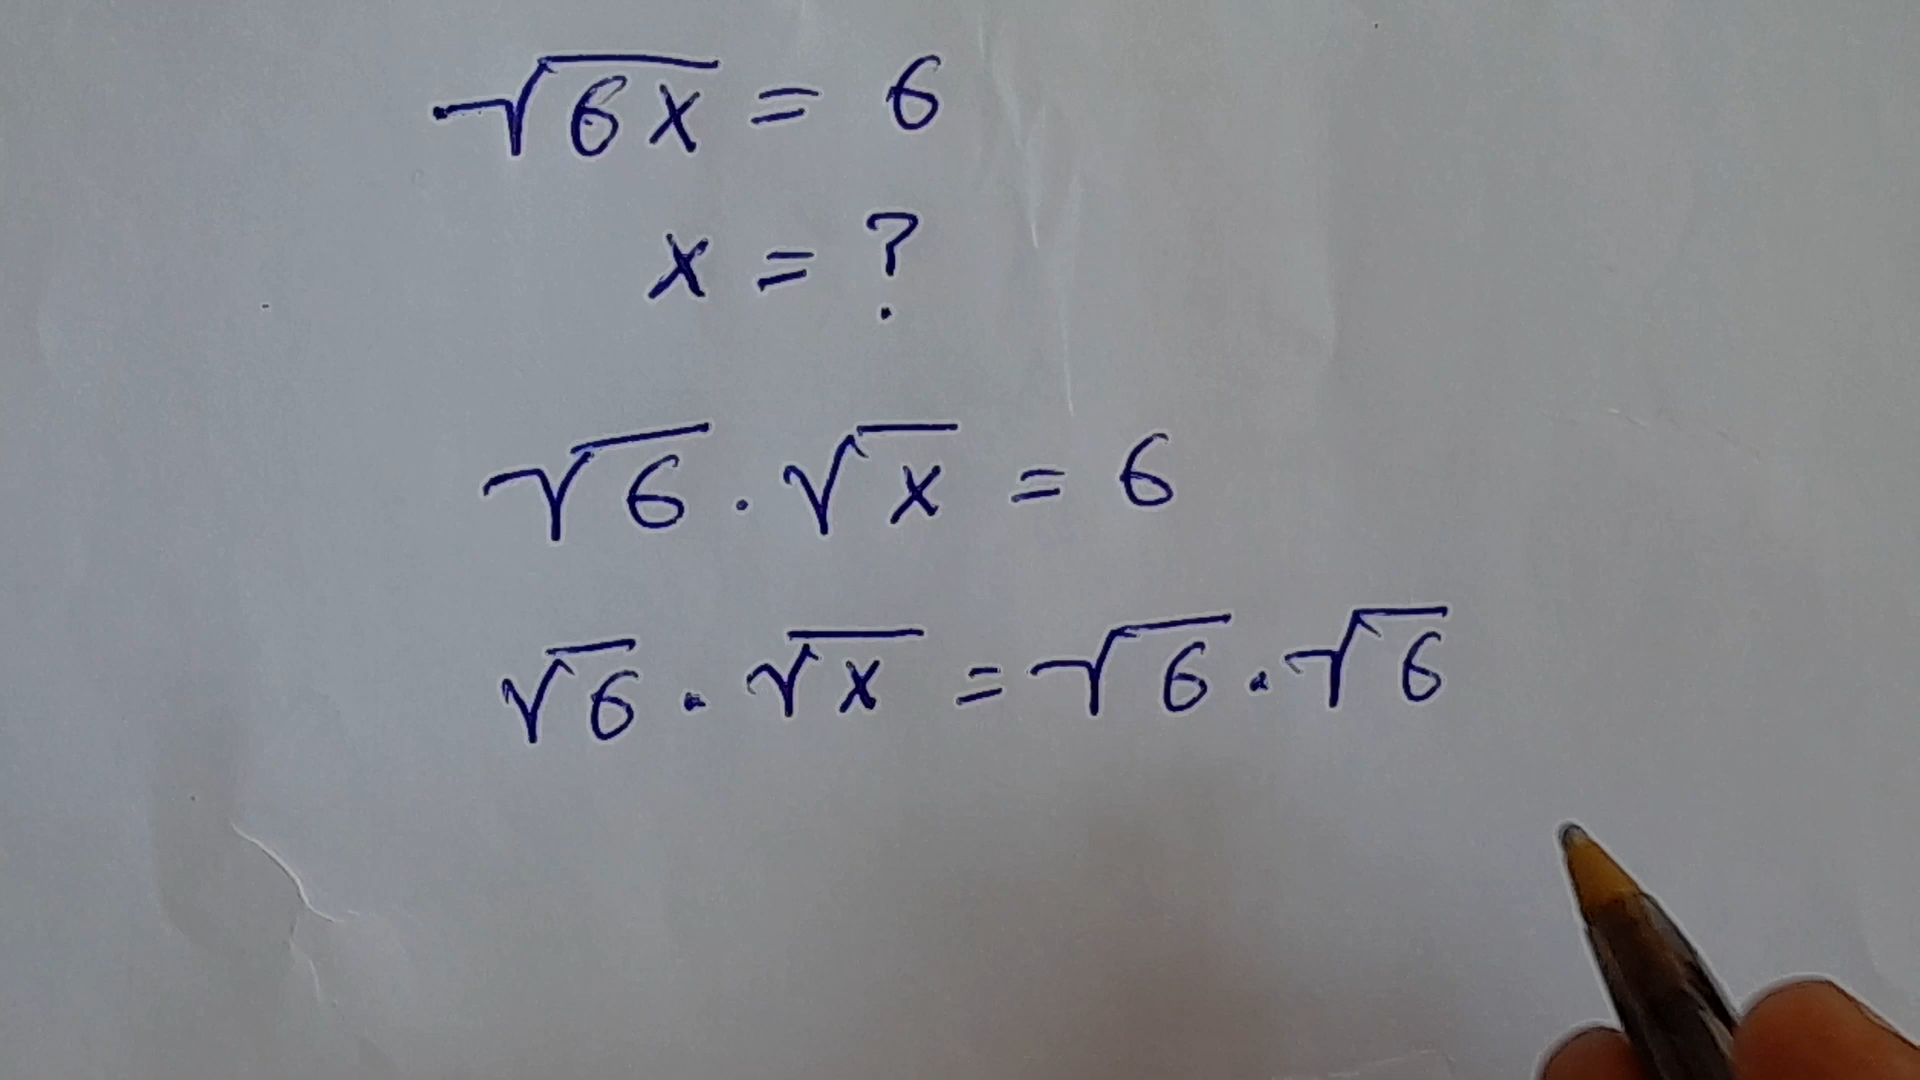 √6x = 6
x = ?
√6 . √x = 6
√6 . √x = √6 . √6